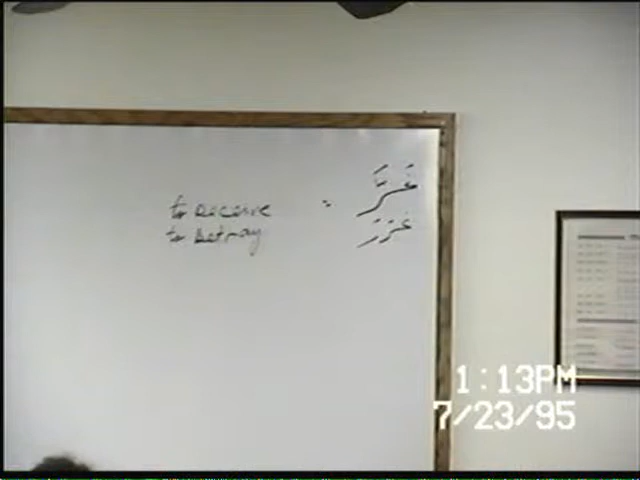 غَرَّ :
to deceive
غَرَرَ
to betray
1:13PM
7/23/95